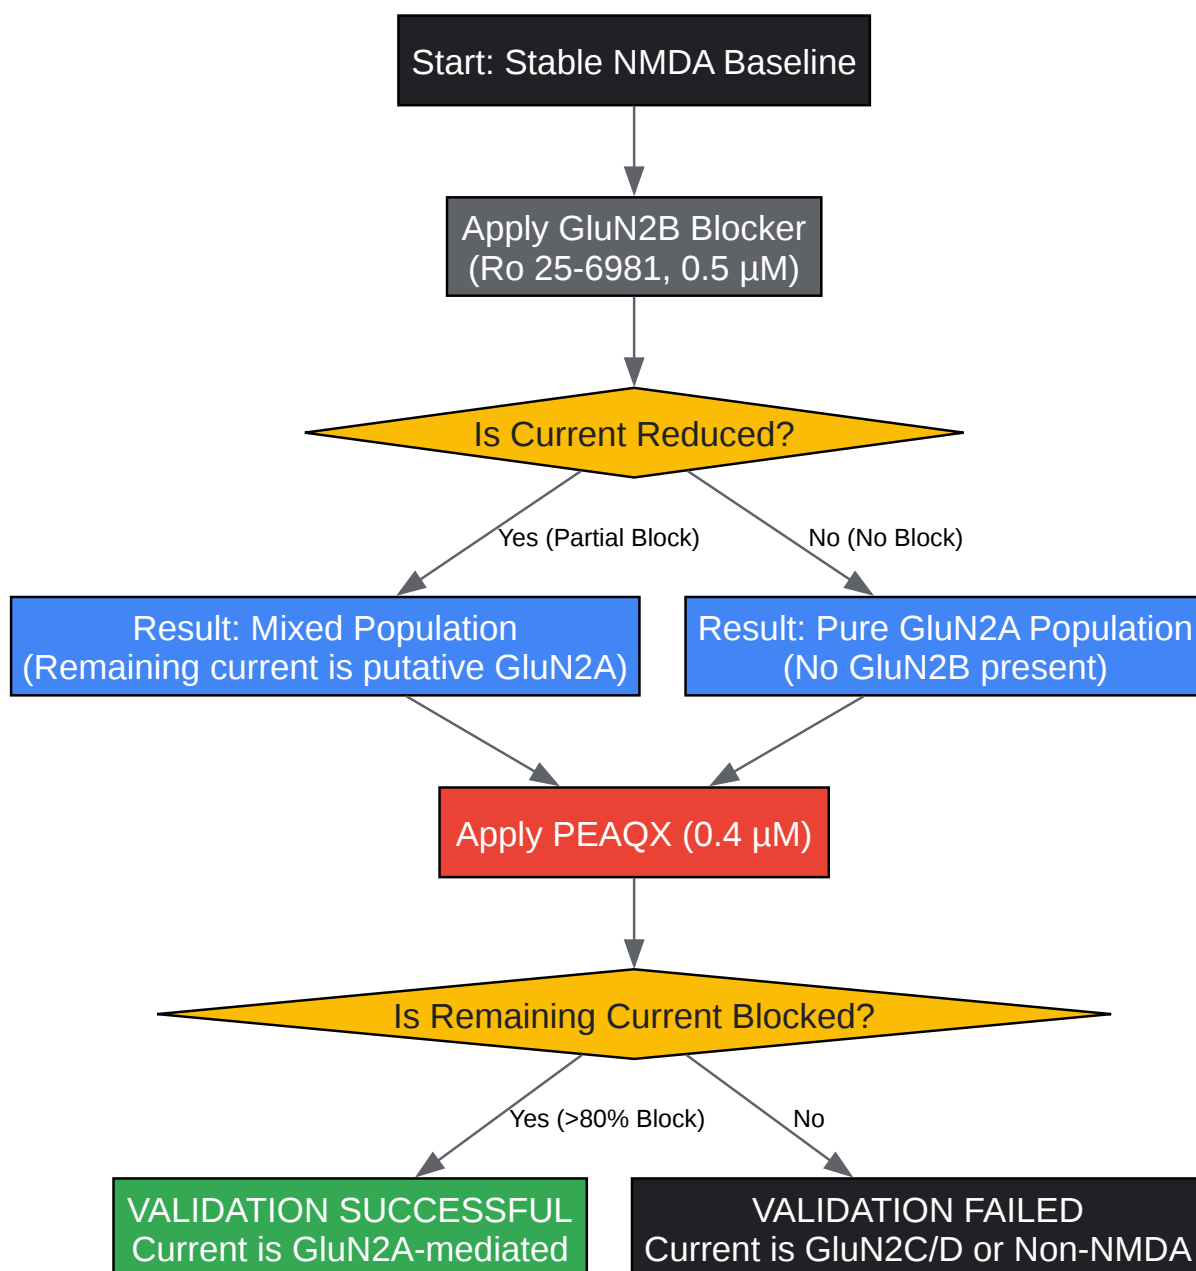 Start: Stable NMDA Baseline
Apply GluN2B Blocker
(Ro 25-6981, 0.5 µM)
Is Current Reduced?
Yes (Partial Block)
No (No Block)
Result: Mixed Population
(Remaining current is putative GluN2A)
Result: Pure GluN2A Population
(No GluN2B present)
Apply PEAQX (0.4 µM)
Is Remaining Current Blocked?
Yes (>80% Block)
No
VALIDATION SUCCESSFUL
Current is GluN2A-mediated
VALIDATION FAILED
Current is GluN2C/D or Non-NMDA